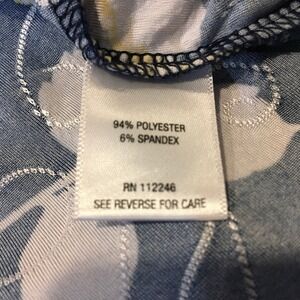 94% POLYESTER
6% SPANDEX
RN 112246
SEE REVERSE FOR CARE